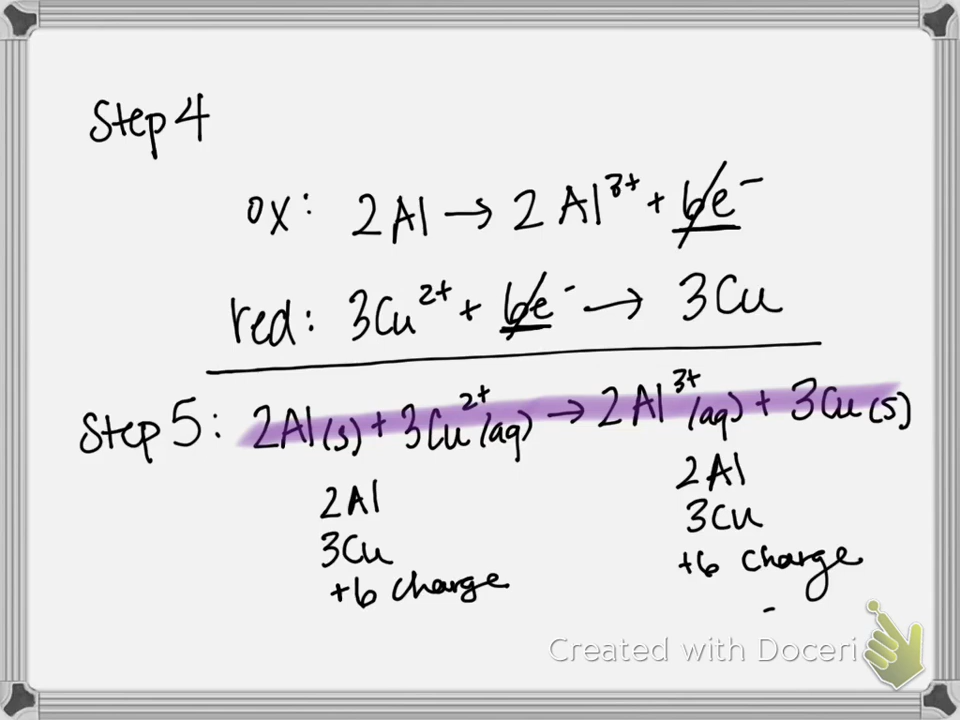 Step 4
ox: 2Al → 2Al³⁺ + 6e⁻
red: 3Cu²⁺ + 6e⁻ → 3Cu
Step 5: 2Al(s) + 3Cu²⁺(aq) → 2Al³⁺(aq) + 3Cu(s)
2Al 2Al
3Cu 3Cu
+6 charge +6 charge
Created with Doceri